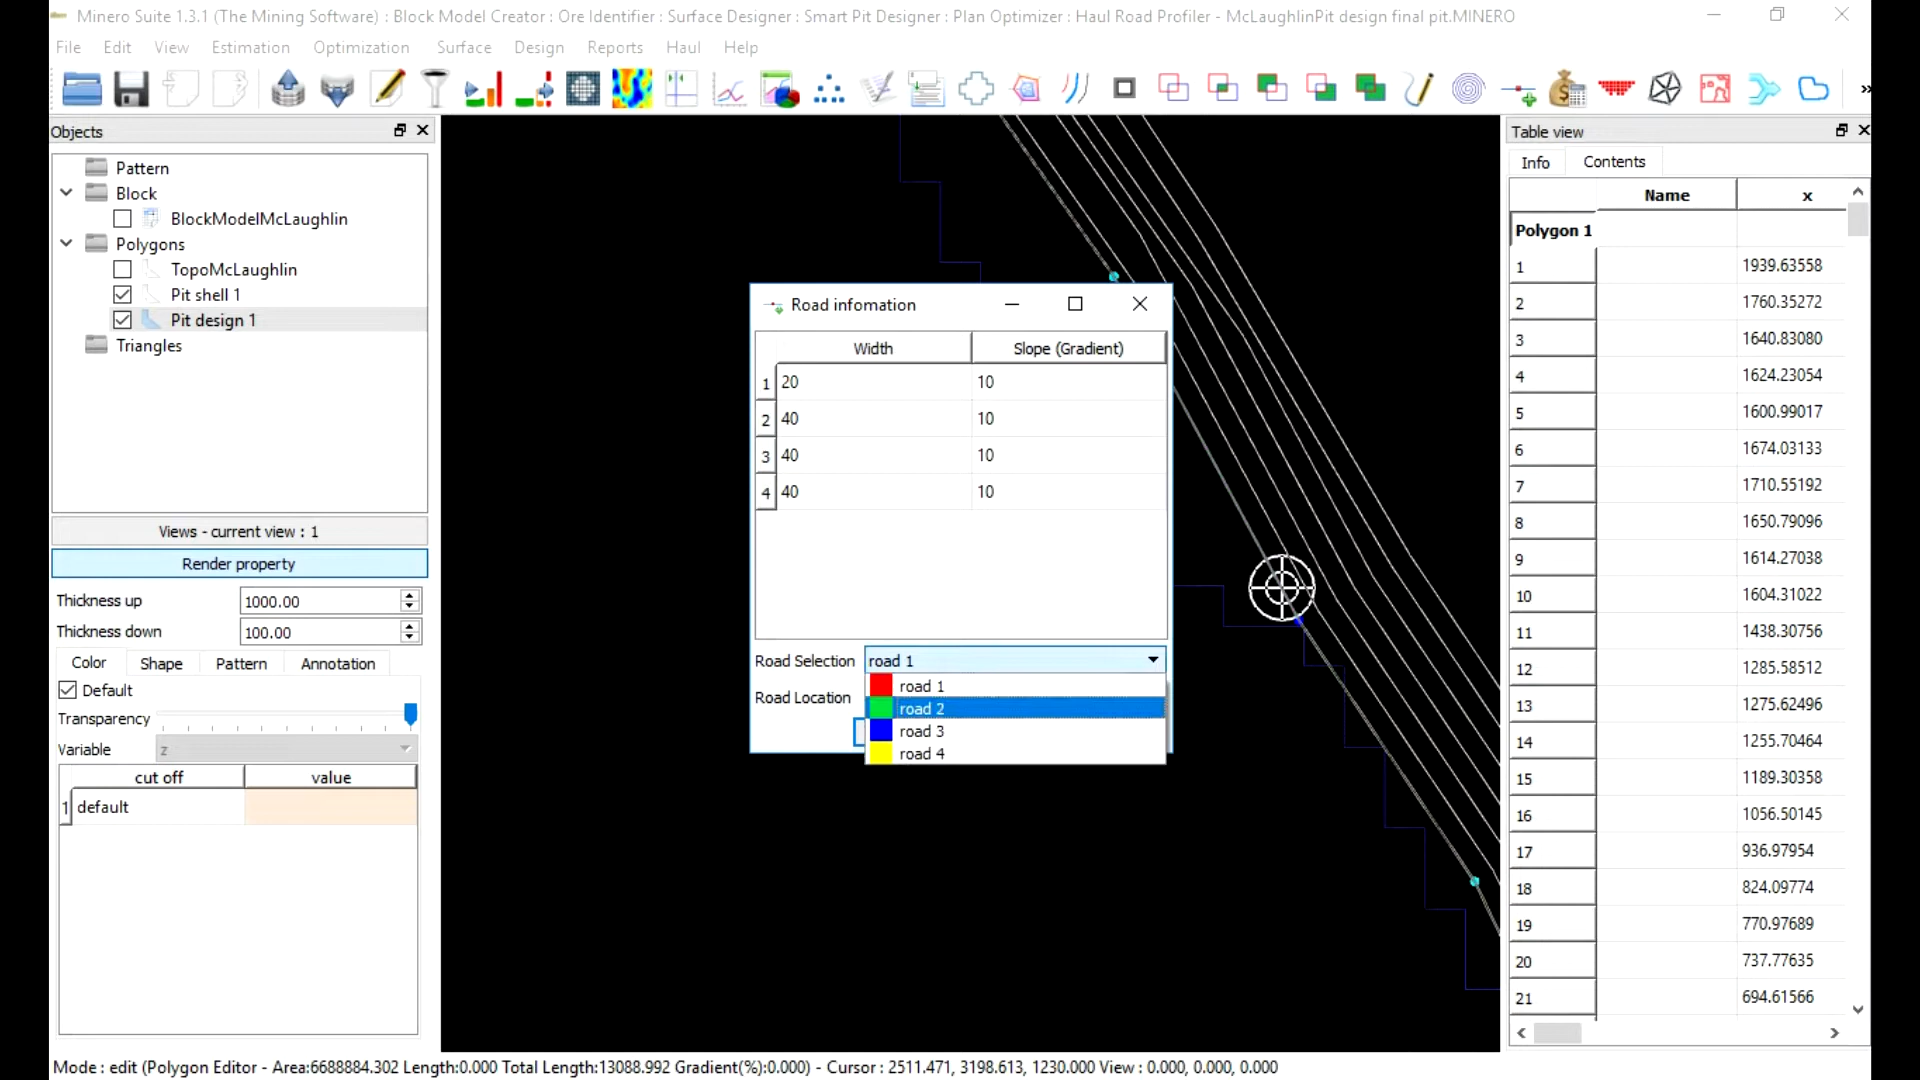 Minero Suite 1.3.1 (The Mining Software) : Block Model Creator : Ore Identifier : Surface Designer : Smart Pit Designer : Plan Optimizer : Haul Road Profiler - McLaughlinPit design final pit.MINERO
File Edit View Estimation Optimization Surface Design Reports Haul Help
»
Objects
Pattern
Block
BlockModelMcLaughlin
Polygons
TopoMcLaughlin
Pit shell 1
Pit design 1
Triangles
Views - current view : 1
Render property
Thickness up 1000.00
Thickness down 100.00
Color Shape Pattern Annotation
Default
Transparency
Variable z
cut off value
1 default
Road infomation
Width Slope (Gradient)
1 20 10
2 40 10
3 40 10
4 40 10
Road Selection road 1
Road Location
road 1
road 2
road 3
road 4
Table view
Info Contents
Name x
Polygon 1
1 1939.63558
2 1760.35272
3 1640.83080
4 1624.23054
5 1600.99017
6 1674.03133
7 1710.55192
8 1650.79096
9 1614.27038
10 1604.31022
11 1438.30756
12 1285.58512
13 1275.62496
14 1255.70464
15 1189.30358
16 1056.50145
17 936.97954
18 824.09774
19 770.97689
20 737.77635
21 694.61566
Mode : edit (Polygon Editor - Area:6688884.302 Length:0.000 Total Length:13088.992 Gradient(%):0.000) - Cursor : 2511.471, 3198.613, 1230.000 View : 0.000, 0.000, 0.000